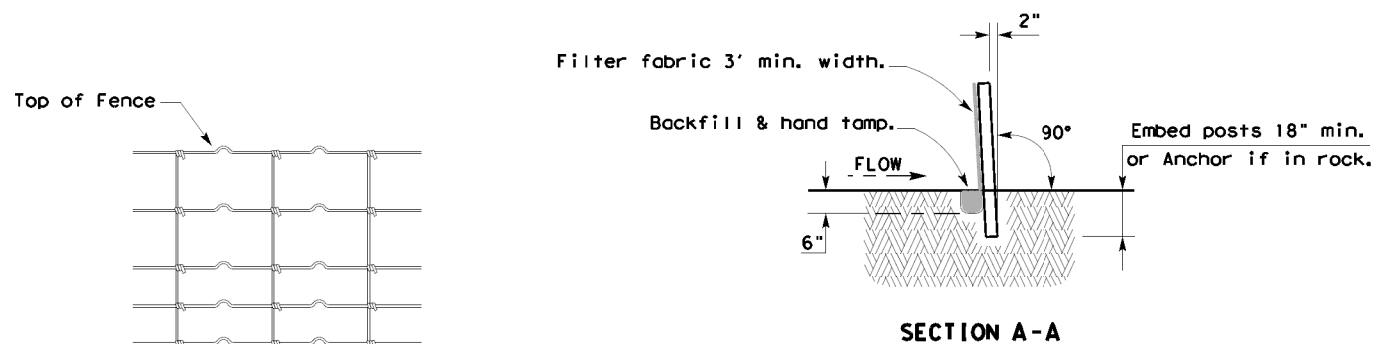 2"
Filter fabric 3' min. width.
Top of Fence
Backfill & hand tamp.
90°
Embed posts 18" min.
or Anchor if in rock.
FLOW
6"
SECTION A-A